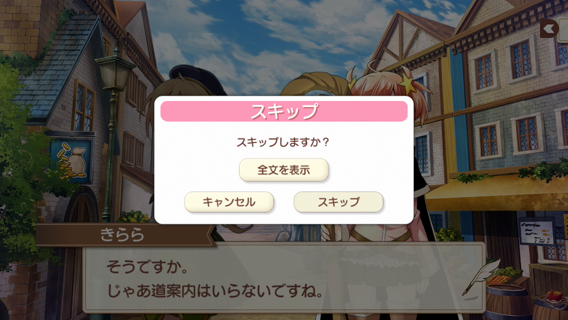 スキップ
スキップしますか？
全文を表示
キャンセル
スキップ
きらら
そうですか。
じゃあ道案内はいらないですね。